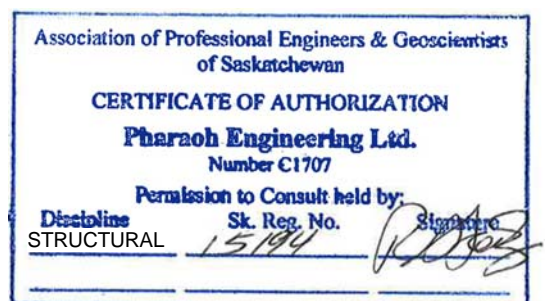 Association of Professional Engineers & Geoscientists
of Saskatchewan
CERTIFICATE OF AUTHORIZATION
Pharaoh Engineering Ltd.
Number C1707
Permission to Consult held by:
Discipline Sk. Reg. No. Signature
STRUCTURAL 15194